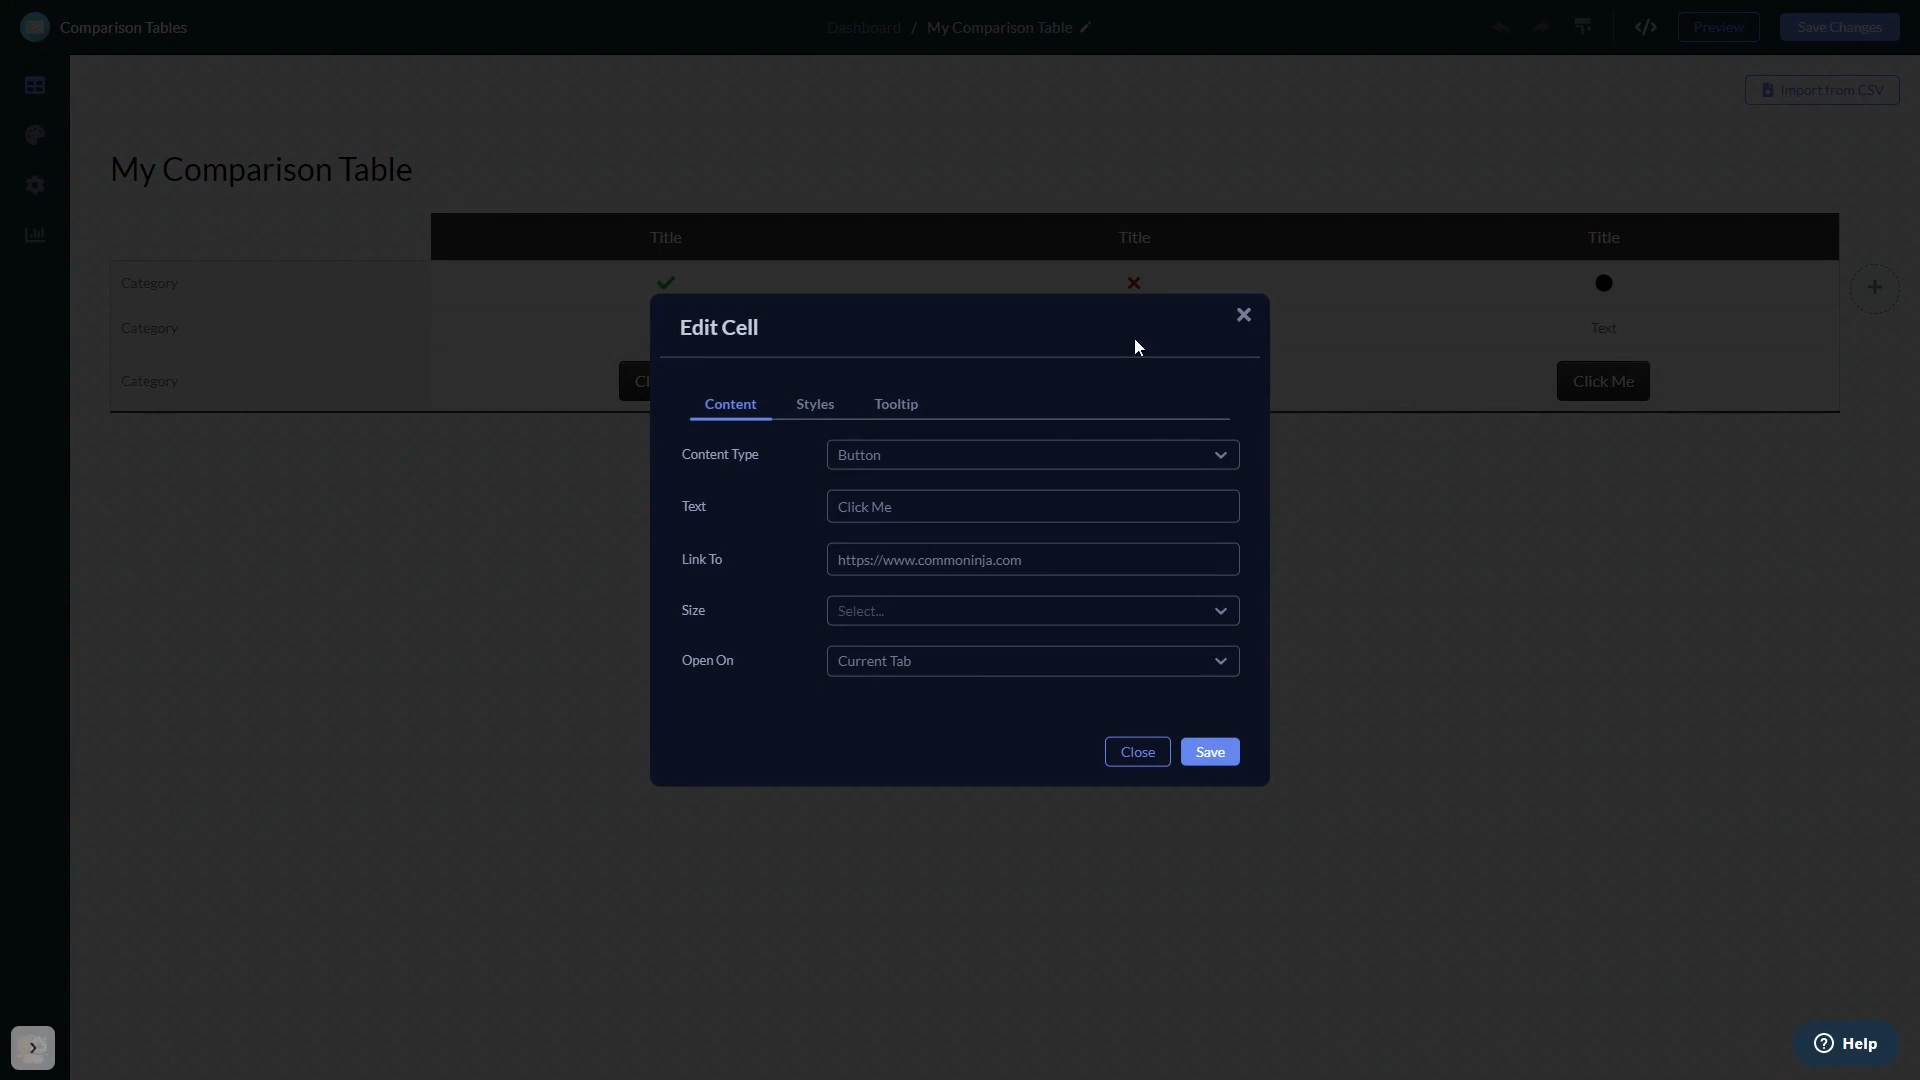 Comparison Tables
Dashboard / My Comparison Table
Preview
Save Changes
Import from CSV
My Comparison Table
Title Title Title
Category
Category Text
Category Cl Click Me
Edit Cell
Content Styles Tooltip
Content Type Button
Text Click Me
Link To https://www.commoninja.com
Size Select...
Open On Current Tab
Close Save
Help